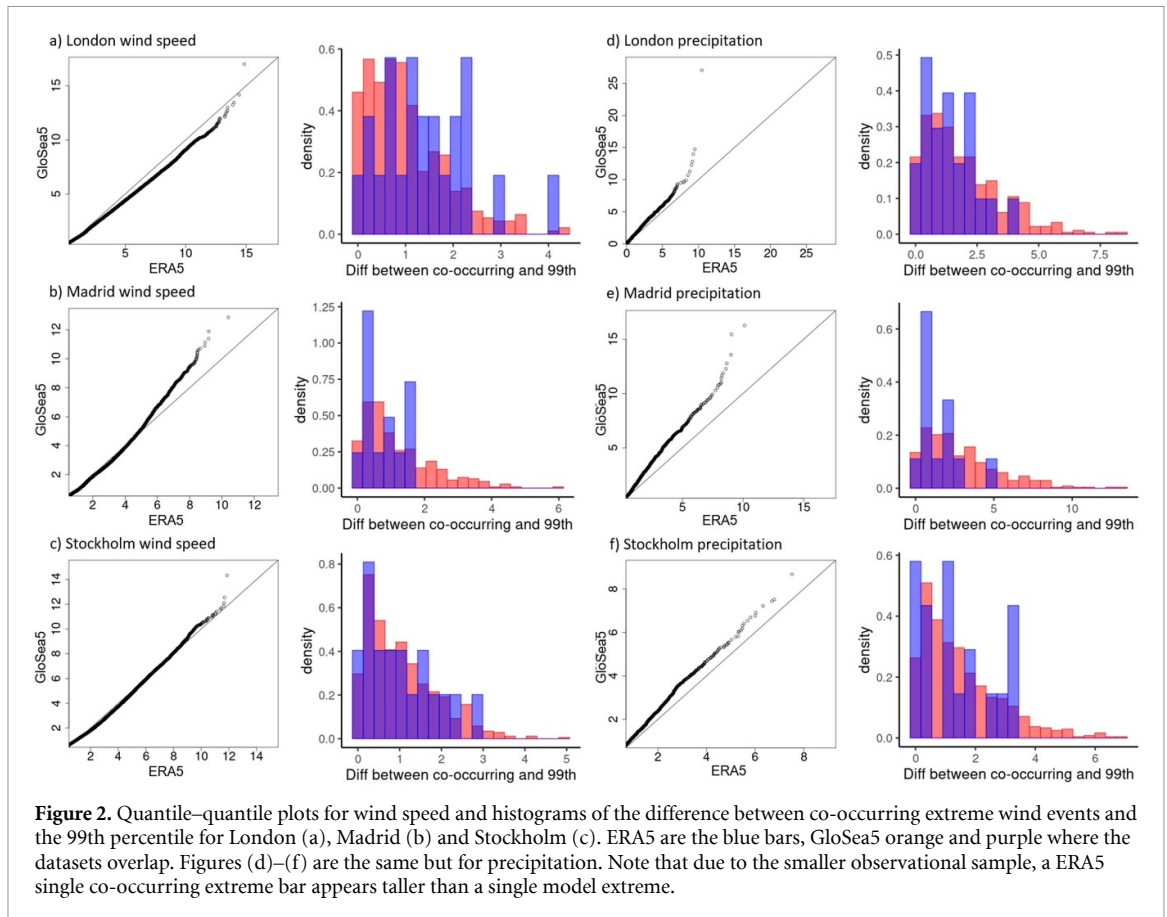 a) London wind speed
GloSea5
5 10 15
5 10 15
ERA5
density
0.0 0.2 0.4 0.6
0 1 2 3 4
Diff between co-occurring and 99th
d) London precipitation
GloSea5
0 5 10 15 20 25
0 5 10 15 20 25
ERA5
density
0.0 0.1 0.2 0.3 0.4 0.5
0.0 2.5 5.0 7.5
Diff between co-occurring and 99th
b) Madrid wind speed
GloSea5
2 4 6 8 10 12
2 4 6 8 10 12
ERA5
density
0.00 0.25 0.50 0.75 1.00 1.25
0 2 4 6
Diff between co-occurring and 99th
e) Madrid precipitation
GloSea5
5 10 15
5 10 15
ERA5
density
0.0 0.2 0.4 0.6
0 5 10
Diff between co-occurring and 99th
c) Stockholm wind speed
GloSea5
2 4 6 8 10 12 14
2 4 6 8 10 12 14
ERA5
density
0.0 0.2 0.4 0.6 0.8
0 1 2 3 4 5
Diff between co-occurring and 99th
f) Stockholm precipitation
GloSea5
2 4 6 8
2 4 6 8
ERA5
density
0.0 0.2 0.4 0.6
0 2 4 6
Diff between co-occurring and 99th
Figure 2. Quantile–quantile plots for wind speed and histograms of the difference between co-occurring extreme wind events and
the 99th percentile for London (a), Madrid (b) and Stockholm (c). ERA5 are the blue bars, GloSea5 orange and purple where the
datasets overlap. Figures (d)–(f) are the same but for precipitation. Note that due to the smaller observational sample, a ERA5
single co-occurring extreme bar appears taller than a single model extreme.